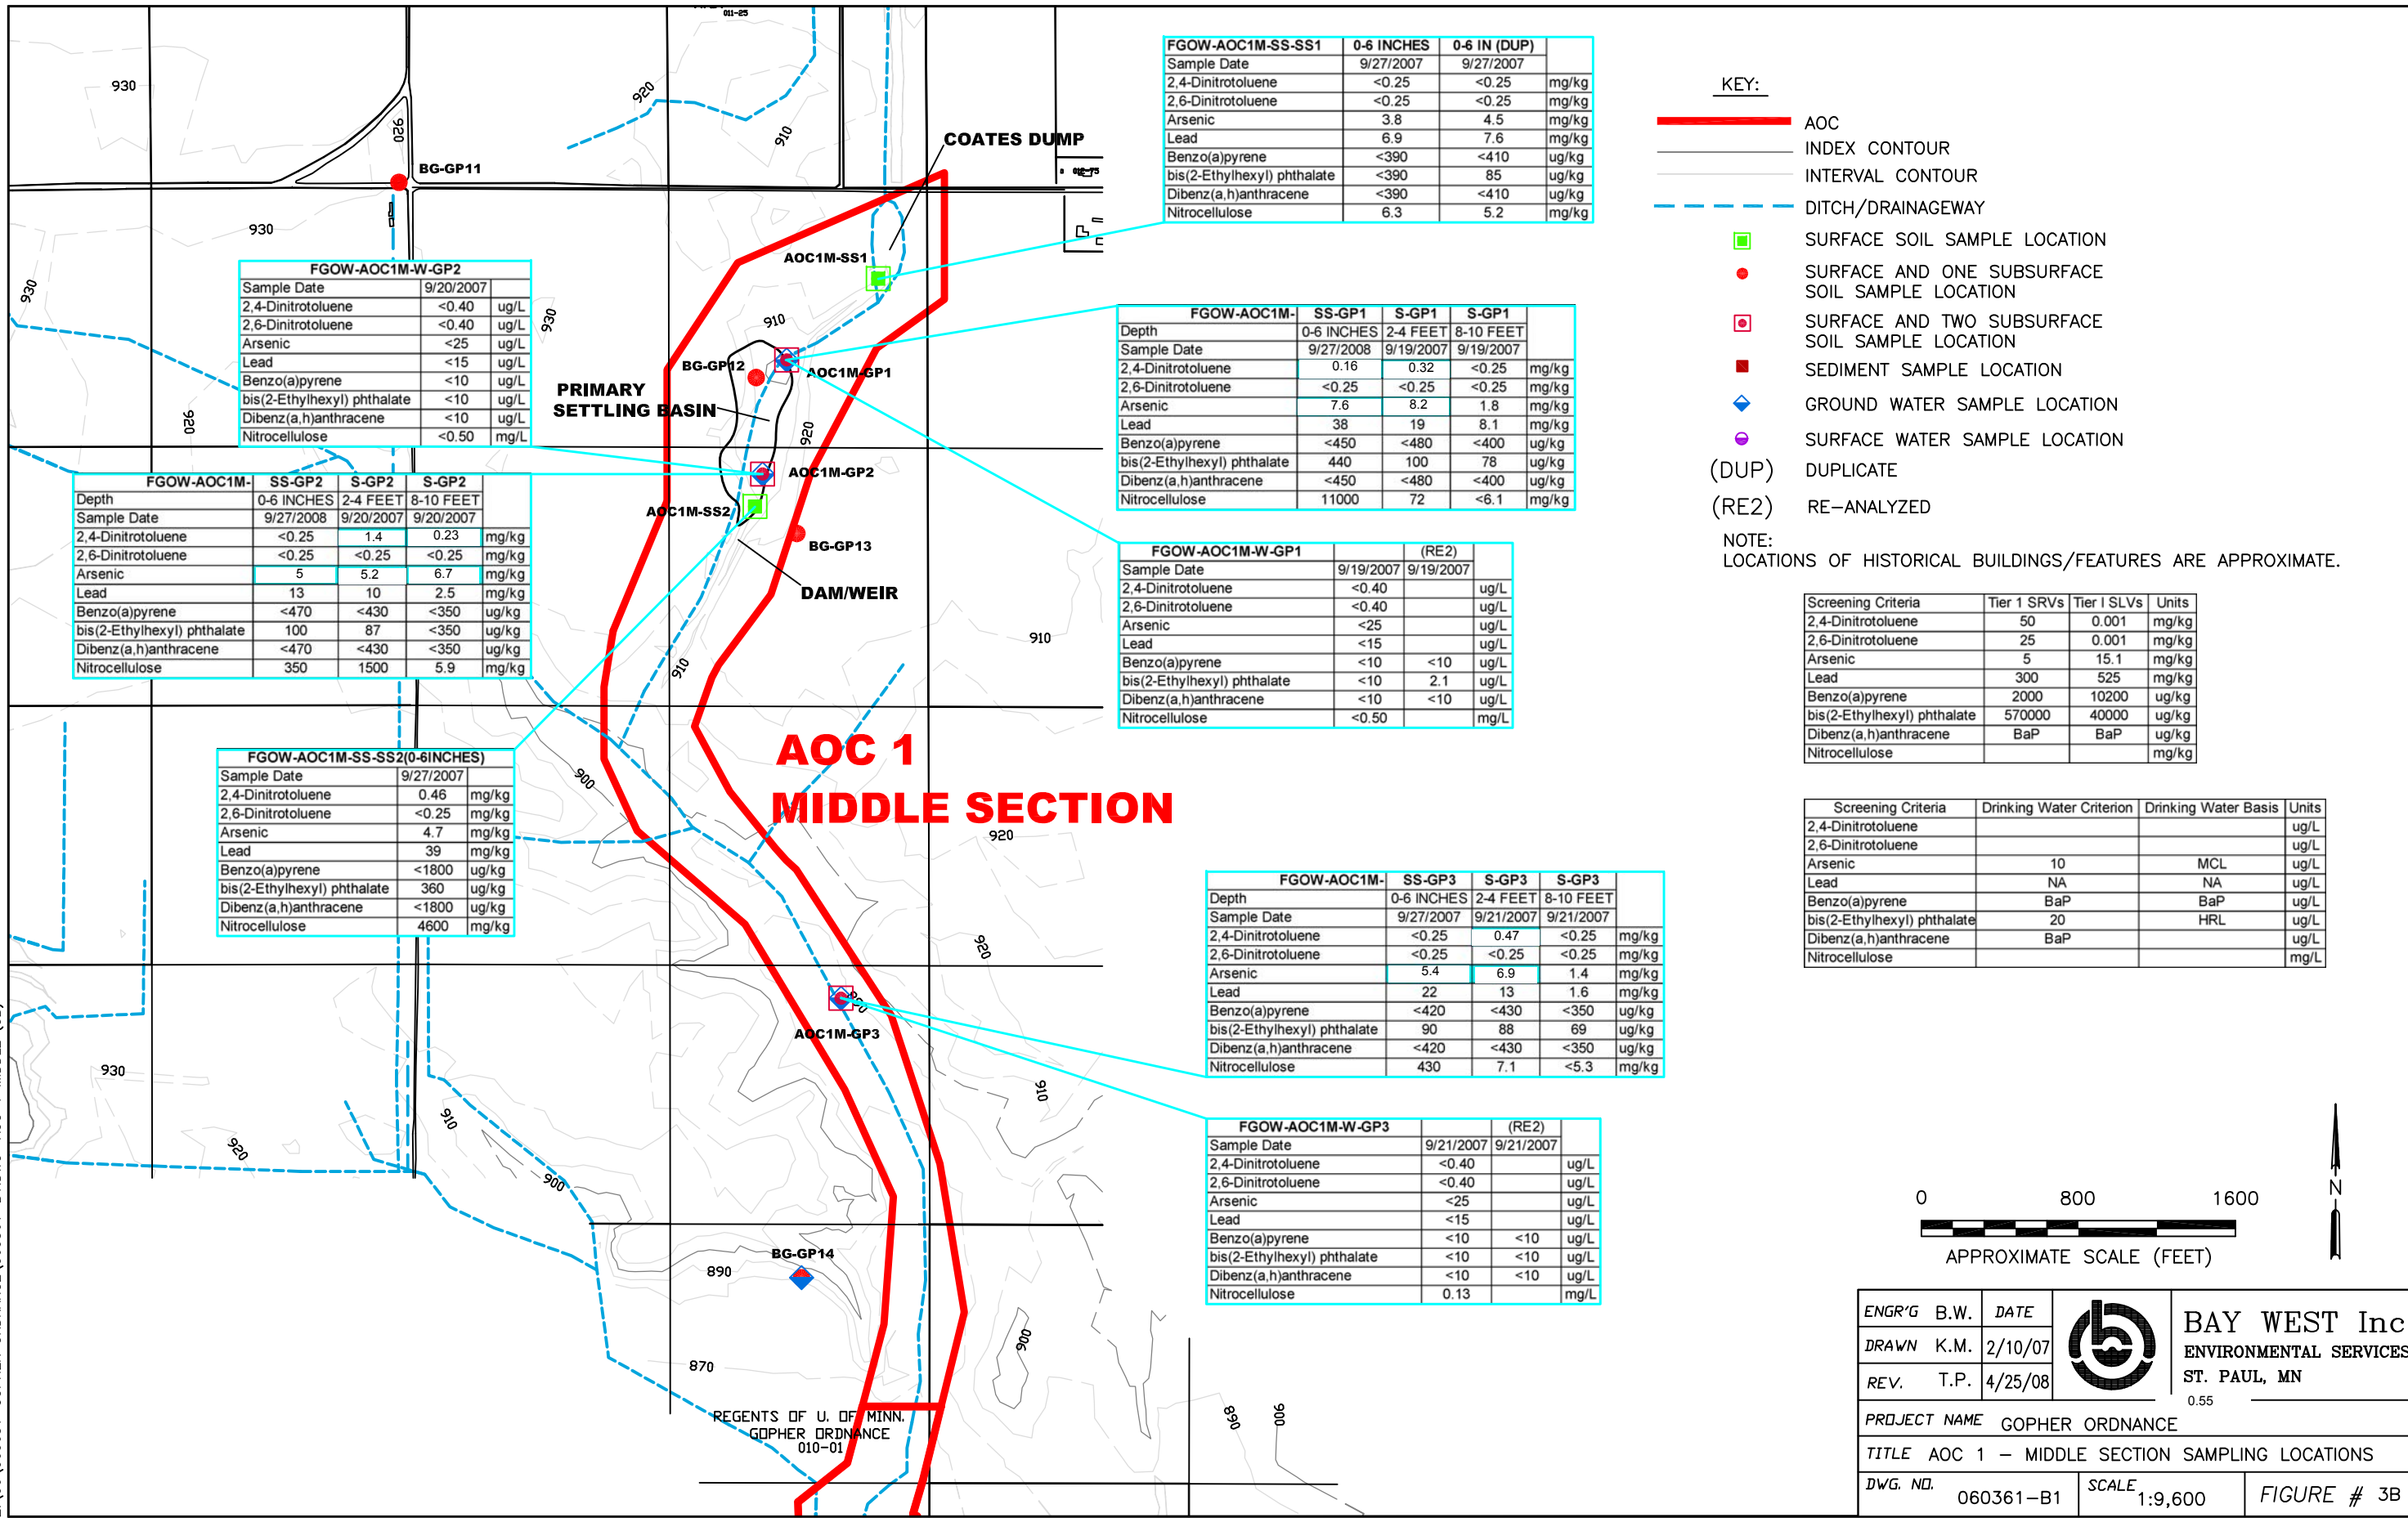 011-25
930
920
920
910
COATES DUMP
BG-GP11
930
930
AOC1M-SS1
910
930
BG-GP12
AOC1M-GP1
PRIMARY
SETTLING BASIN
920
920
AOC1M-GP2
AOC1M-SS2
BG-GP13
DAM/WEIR
910
910
AOC 1
MIDDLE SECTION
900
920
920
AOC1M-GP3
930
910
910
920
900
BG-GP14
890
870
900
890
900
REGENTS OF U. OF MINN.
GOPHER ORDNANCE
010-01
FGOW-AOC1M-SS-SS1 0-6 INCHES 0-6 IN (DUP)
Sample Date 9/27/2007 9/27/2007
2,4-Dinitrotoluene <0.25 <0.25 mg/kg
2,6-Dinitrotoluene <0.25 <0.25 mg/kg
Arsenic 3.8 4.5 mg/kg
Lead 6.9 7.6 mg/kg
Benzo(a)pyrene <390 <410 ug/kg
bis(2-Ethylhexyl) phthalate <390 85 ug/kg
Dibenz(a,h)anthracene <390 <410 ug/kg
Nitrocellulose 6.3 5.2 mg/kg
FGOW-AOC1M-W-GP2
Sample Date 9/20/2007
2,4-Dinitrotoluene <0.40 ug/L
2,6-Dinitrotoluene <0.40 ug/L
Arsenic <25 ug/L
Lead <15 ug/L
Benzo(a)pyrene <10 ug/L
bis(2-Ethylhexyl) phthalate <10 ug/L
Dibenz(a,h)anthracene <10 ug/L
Nitrocellulose <0.50 mg/L
FGOW-AOC1M- SS-GP1 S-GP1 S-GP1
Depth 0-6 INCHES 2-4 FEET 8-10 FEET
Sample Date 9/27/2008 9/19/2007 9/19/2007
2,4-Dinitrotoluene 0.16 0.32 <0.25 mg/kg
2,6-Dinitrotoluene <0.25 <0.25 <0.25 mg/kg
Arsenic 7.6 8.2 1.8 mg/kg
Lead 38 19 8.1 mg/kg
Benzo(a)pyrene <450 <480 <400 ug/kg
bis(2-Ethylhexyl) phthalate 440 100 78 ug/kg
Dibenz(a,h)anthracene <450 <480 <400 ug/kg
Nitrocellulose 11000 72 <6.1 mg/kg
FGOW-AOC1M- SS-GP2 S-GP2 S-GP2
Depth 0-6 INCHES 2-4 FEET 8-10 FEET
Sample Date 9/27/2008 9/20/2007 9/20/2007
2,4-Dinitrotoluene <0.25 1.4 0.23 mg/kg
2,6-Dinitrotoluene <0.25 <0.25 <0.25 mg/kg
Arsenic 5 5.2 6.7 mg/kg
Lead 13 10 2.5 mg/kg
Benzo(a)pyrene <470 <430 <350 ug/kg
bis(2-Ethylhexyl) phthalate 100 87 <350 ug/kg
Dibenz(a,h)anthracene <470 <430 <350 ug/kg
Nitrocellulose 350 1500 5.9 mg/kg
FGOW-AOC1M-W-GP1 (RE2)
Sample Date 9/19/2007 9/19/2007
2,4-Dinitrotoluene <0.40 ug/L
2,6-Dinitrotoluene <0.40 ug/L
Arsenic <25 ug/L
Lead <15 ug/L
Benzo(a)pyrene <10 <10 ug/L
bis(2-Ethylhexyl) phthalate <10 2.1 ug/L
Dibenz(a,h)anthracene <10 <10 ug/L
Nitrocellulose <0.50 mg/L
FGOW-AOC1M-SS-SS2(0-6INCHES)
Sample Date 9/27/2007
2,4-Dinitrotoluene 0.46 mg/kg
2,6-Dinitrotoluene <0.25 mg/kg
Arsenic 4.7 mg/kg
Lead 39 mg/kg
Benzo(a)pyrene <1800 ug/kg
bis(2-Ethylhexyl) phthalate 360 ug/kg
Dibenz(a,h)anthracene <1800 ug/kg
Nitrocellulose 4600 mg/kg
FGOW-AOC1M- SS-GP3 S-GP3 S-GP3
Depth 0-6 INCHES 2-4 FEET 8-10 FEET
Sample Date 9/27/2007 9/21/2007 9/21/2007
2,4-Dinitrotoluene <0.25 0.47 <0.25 mg/kg
2,6-Dinitrotoluene <0.25 <0.25 <0.25 mg/kg
Arsenic 5.4 6.9 1.4 mg/kg
Lead 22 13 1.6 mg/kg
Benzo(a)pyrene <420 <430 <350 ug/kg
bis(2-Ethylhexyl) phthalate 90 88 69 ug/kg
Dibenz(a,h)anthracene <420 <430 <350 ug/kg
Nitrocellulose 430 7.1 <5.3 mg/kg
FGOW-AOC1M-W-GP3 (RE2)
Sample Date 9/21/2007 9/21/2007
2,4-Dinitrotoluene <0.40 ug/L
2,6-Dinitrotoluene <0.40 ug/L
Arsenic <25 ug/L
Lead <15 ug/L
Benzo(a)pyrene <10 <10 ug/L
bis(2-Ethylhexyl) phthalate <10 <10 ug/L
Dibenz(a,h)anthracene <10 <10 ug/L
Nitrocellulose 0.13 mg/L
KEY:
AOC
INDEX CONTOUR
INTERVAL CONTOUR
DITCH/DRAINAGEWAY
SURFACE SOIL SAMPLE LOCATION
SURFACE AND ONE SUBSURFACE
SOIL SAMPLE LOCATION
SURFACE AND TWO SUBSURFACE
SOIL SAMPLE LOCATION
SEDIMENT SAMPLE LOCATION
GROUND WATER SAMPLE LOCATION
SURFACE WATER SAMPLE LOCATION
(DUP) DUPLICATE
(RE2) RE-ANALYZED
NOTE:
LOCATIONS OF HISTORICAL BUILDINGS/FEATURES ARE APPROXIMATE.
Screening Criteria Tier 1 SRVs Tier I SLVs Units
2,4-Dinitrotoluene 50 0.001 mg/kg
2,6-Dinitrotoluene 25 0.001 mg/kg
Arsenic 5 15.1 mg/kg
Lead 300 525 mg/kg
Benzo(a)pyrene 2000 10200 ug/kg
bis(2-Ethylhexyl) phthalate 570000 40000 ug/kg
Dibenz(a,h)anthracene BaP BaP ug/kg
Nitrocellulose mg/kg
Screening Criteria Drinking Water Criterion Drinking Water Basis Units
2,4-Dinitrotoluene ug/L
2,6-Dinitrotoluene ug/L
Arsenic 10 MCL ug/L
Lead NA NA ug/L
Benzo(a)pyrene BaP BaP ug/L
bis(2-Ethylhexyl) phthalate 20 HRL ug/L
Dibenz(a,h)anthracene BaP ug/L
Nitrocellulose mg/L
0 800 1600
APPROXIMATE SCALE (FEET)
N
ENGR'G B.W. DATE
DRAWN K.M. 2/10/07
REV. T.P. 4/25/08
BAY WEST Inc
ENVIRONMENTAL SERVICES
ST. PAUL, MN
0.55
PROJECT NAME GOPHER ORDNANCE
TITLE AOC 1 - MIDDLE SECTION SAMPLING LOCATIONS
DWG. NO. 060361-B1 SCALE 1:9,600 FIGURE # 3B